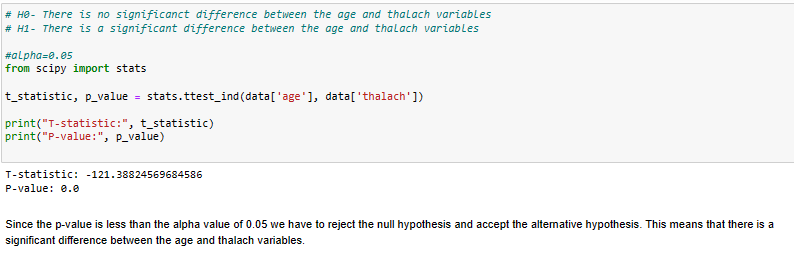 # H0- There is no significanct difference between the age and thalach variables
# H1- There is a significant difference between the age and thalach variables
#alpha=0.05
from scipy import stats
t_statistic, p_value = stats.ttest_ind(data['age'], data['thalach'])
print("T-statistic:", t_statistic)
print("P-value:", p_value)
T-statistic: -121.38824569684586
P-value: 0.0
Since the p-value is less than the alpha value of 0.05 we have to reject the null hypothesis and accept the alternative hypothesis. This means that there is a
significant difference between the age and thalach variables.